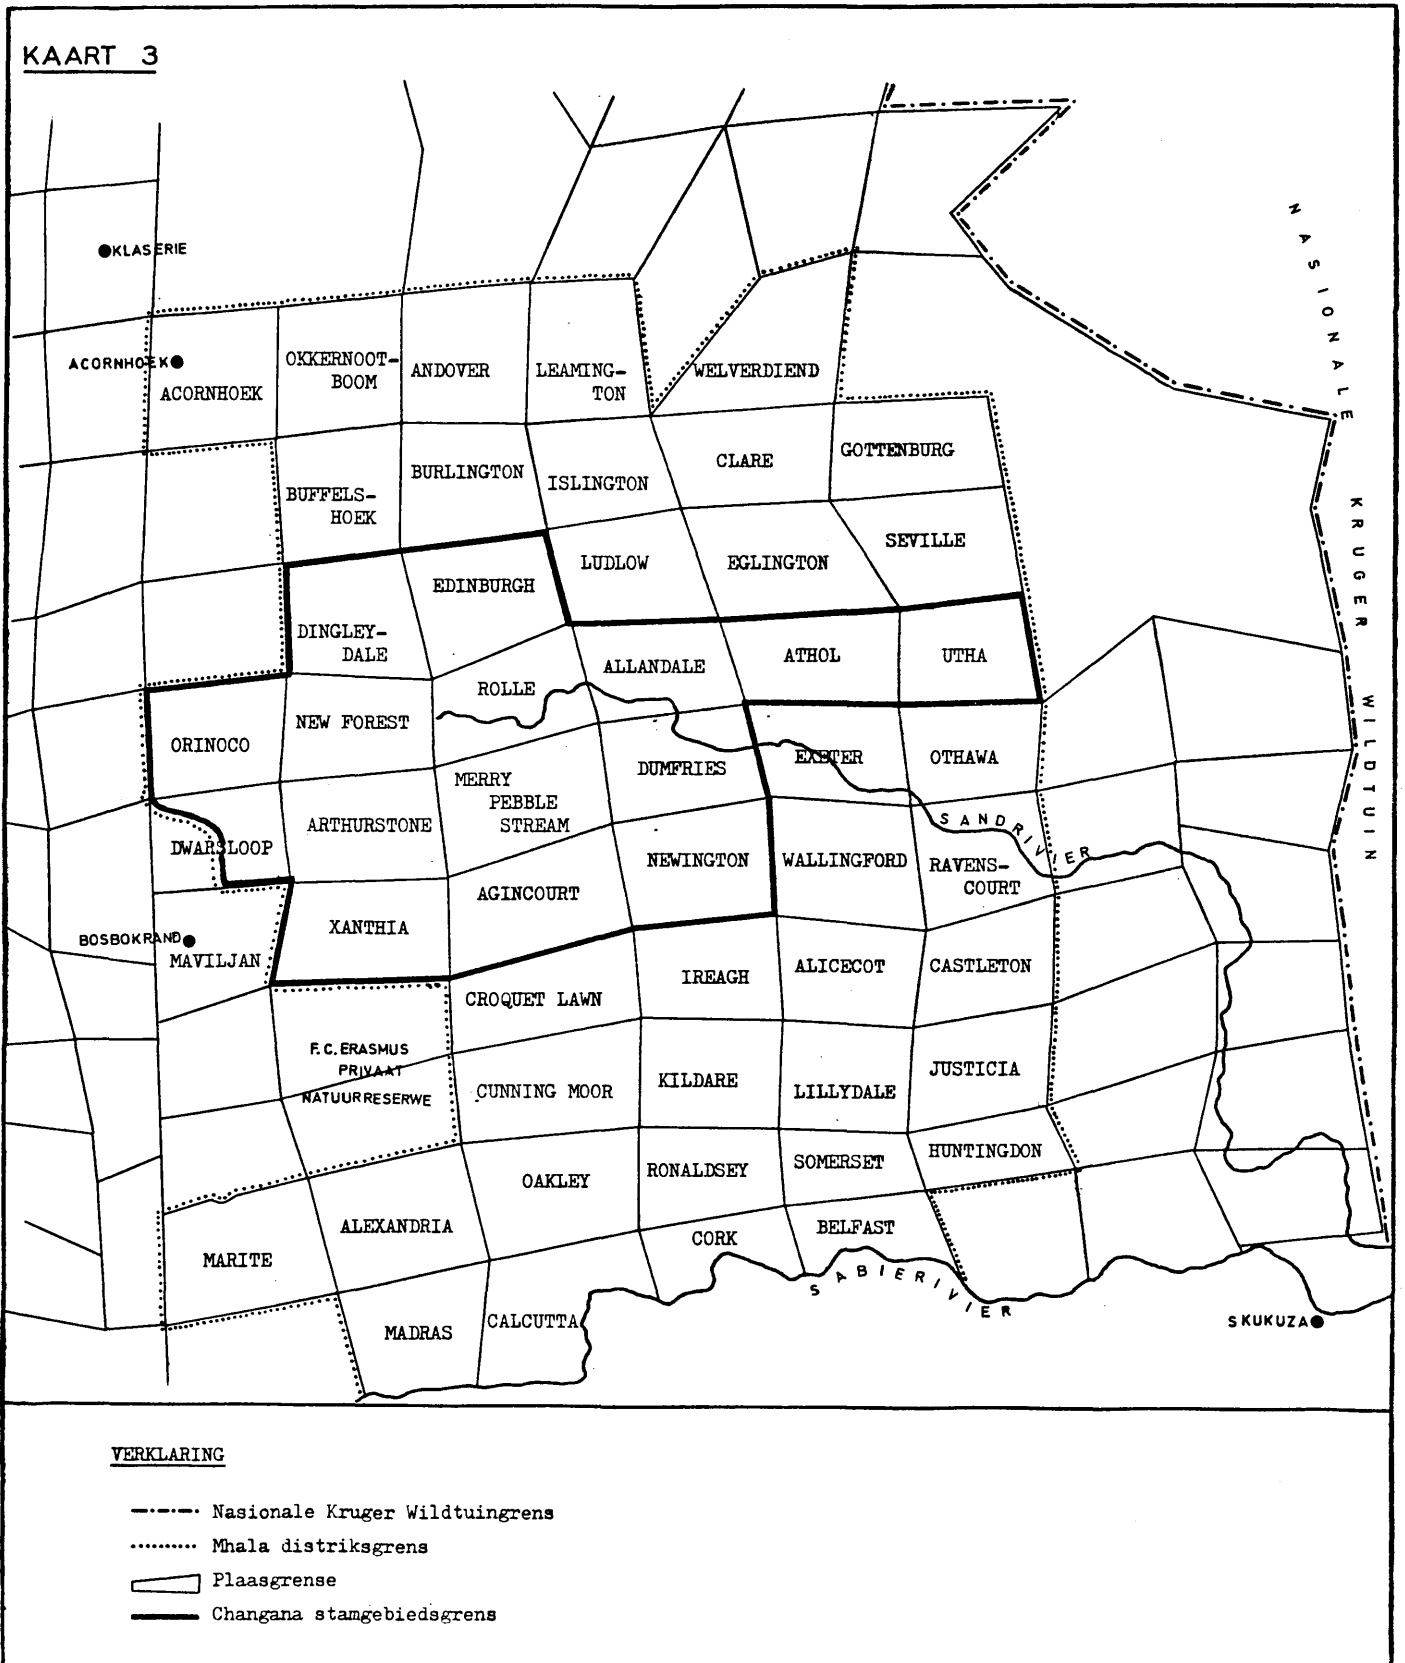 KAART 3
NASIONALE KRUGER WILDTUIN
KLASERIE
ACORNHOEK
ACORNHOEK
OKKERNOOT-
BOOM
ANDOVER
LEAMING-
TON
WELVERDIEND
BUFFELS-
HOEK
BURLINGTON
ISLINGTON
CLARE
GOTTENBURG
EDINBURGH
LUDLOW
EGLINGTON
SEVILLE
DINGLEY-
DALE
ROLLE
ALLANDALE
ATHOL
UTHA
ORINOCO
NEW FOREST
MERRY
PEBBLE
STREAM
DUMFRIES
EXETER
OTHAWA
SANDRIVIER
DWARSLOOP
ARTHURSTONE
NEWINGTON
WALLINGFORD
RAVENS-
COURT
AGINCOURT
BOSBOKRAND
MAVILJAN
XANTHIA
CROQUET LAWN
IREAGH
ALICECOT
CASTLETON
F.C. ERASMUS
PRIVAAT
NATUURRESERWE
CUNNING MOOR
KILDARE
LILLYDALE
JUSTICIA
OAKLEY
RONALDSEY
SOMERSET
HUNTINGDON
MARITE
ALEXANDRIA
CORK
BELFAST
SABIERIVIER
MADRAS
CALCUTTA
SKUKUZA
VERKLARING
Nasionale Kruger Wildtuingrens
Mhala distriksgrens
Plaasgrense
Changana stamgebiedsgrens